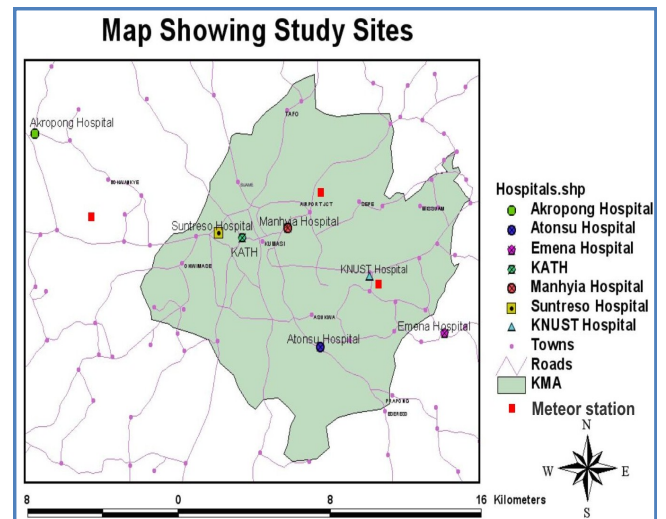 Map Showing Study Sites
Akropong Hospital
TAFO
AIRPORT JCT
Suntreso Hospital
Manhyia Hospital
KATH
KUMASI
KNUST Hospital
Emena Hospital
Atonsu Hospital
Hospitals.shp
Akropong Hospital
Atonsu Hospital
Emena Hospital
KATH
Manhyia Hospital
Suntreso Hospital
KNUST Hospital
Towns
Roads
KMA
Meteor station
N
W
E
S
8
0
8
16 Kilometers